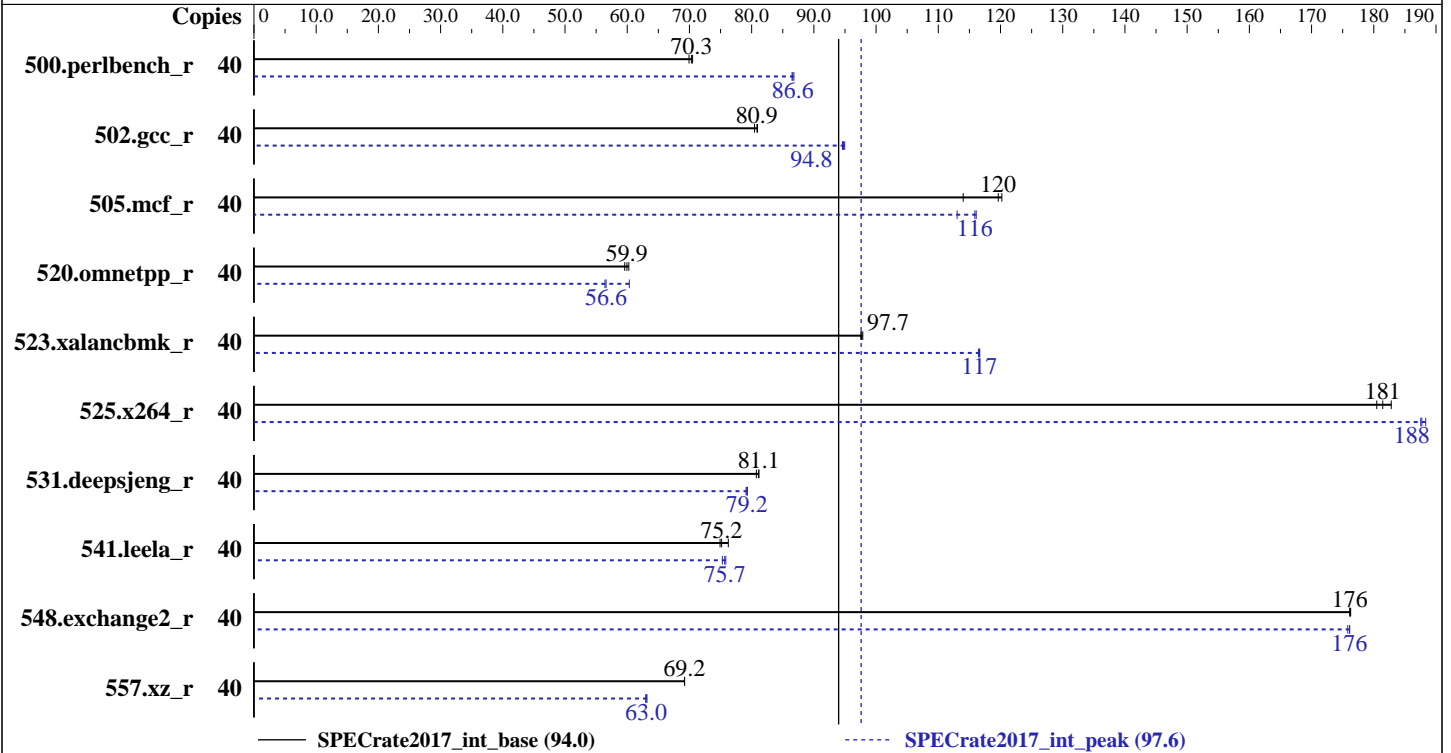 Copies 0 10.0 20.0 30.0 40.0 50.0 60.0 70.0 80.0 94.8 100 110 120 130 140 150 160 170 180 190
70.3
500.perlbench_r 40
86.6
80.9
502.gcc_r 40
94.8
120
505.mcf_r 40
116
59.9
520.omnetpp_r 40
56.6
97.7
523.xalancbmk_r 40
117
181
525.x264_r 40
188
81.1
531.deepsjeng_r 40
79.2
75.2
541.leela_r 40
75.7
176
548.exchange2_r 40
176
69.2
557.xz_r 40
63.0
SPECrate2017_int_base (94.0) SPECrate2017_int_peak (97.6)